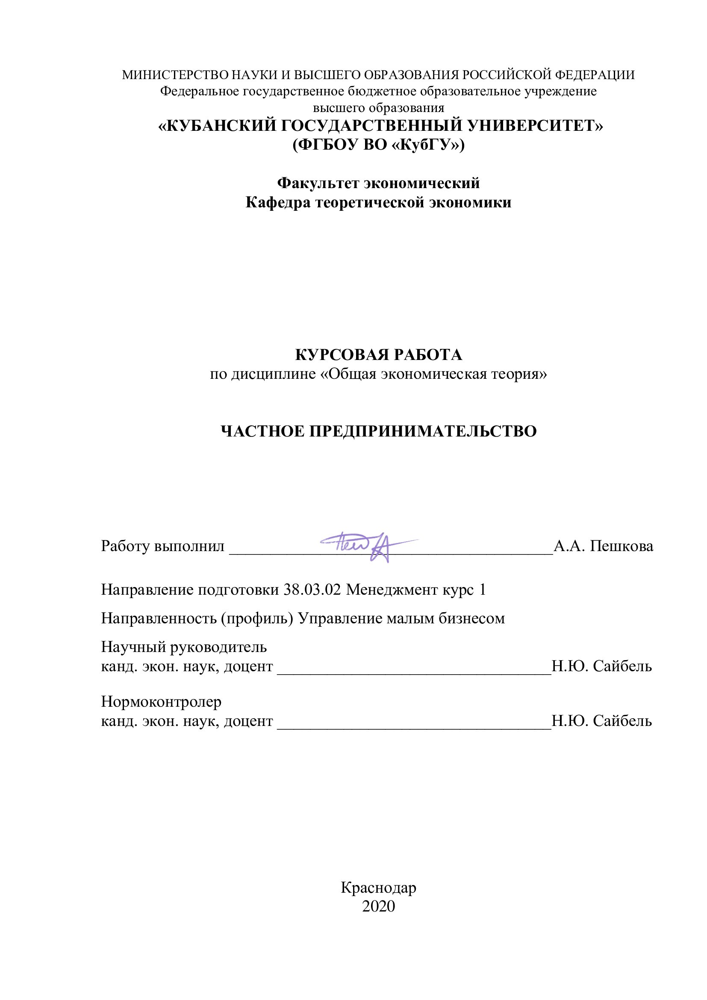 МИНИСТЕРСТВО НАУКИ И ВЫСШЕГО ОБРАЗОВАНИЯ РОССИЙСКОЙ ФЕДЕРАЦИИ
Федеральное государственное бюджетное образовательное учреждение
высшего образования
«КУБАНСКИЙ ГОСУДАРСТВЕННЫЙ УНИВЕРСИТЕТ»
(ФГБОУ ВО «КубГУ»)
Факультет экономический
Кафедра теоретической экономики
КУРСОВАЯ РАБОТА
по дисциплине «Общая экономическая теория»
ЧАСТНОЕ ПРЕДПРИНИМАТЕЛЬСТВО
Работу выполнил А.А. Пешкова
Направление подготовки 38.03.02 Менеджмент курс 1
Направленность (профиль) Управление малым бизнесом
Научный руководитель
канд. экон. наук, доцент Н.Ю. Сайбель
Нормоконтролер
канд. экон. наук, доцент Н.Ю. Сайбель
Краснодар
2020